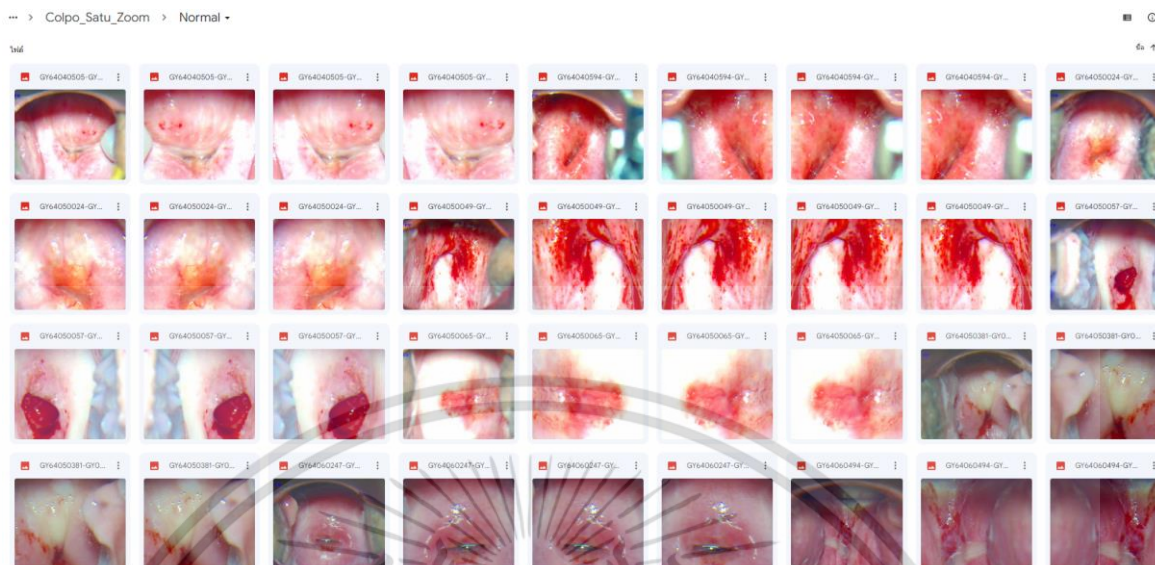 ... > Colpo_Satu_Zoom > Normal
ไฟล์
ชื่อ
GY64040505-GY... GY64040505-GY... GY64040505-GY... GY64040505-GY... GY64040594-GY... GY64040594-GY... GY64040594-GY... GY64040594-GY... GY64050024-GY...
GY64050024-GY... GY64050024-GY... GY64050024-GY... GY64050049-GY... GY64050049-GY... GY64050049-GY... GY64050049-GY... GY64050049-GY... GY64050057-GY...
GY64050057-GY... GY64050057-GY... GY64050057-GY... GY64050065-GY... GY64050065-GY... GY64050065-GY... GY64050065-GY... GY64050381-GY0... GY64050381-GY0...
GY64050381-GY0... GY64050381-GY0... GY64060247-GY... GY64060247-GY... GY64060247-GY... GY64060247-GY... GY64060494-GY... GY64060494-GY... GY64060494-GY...